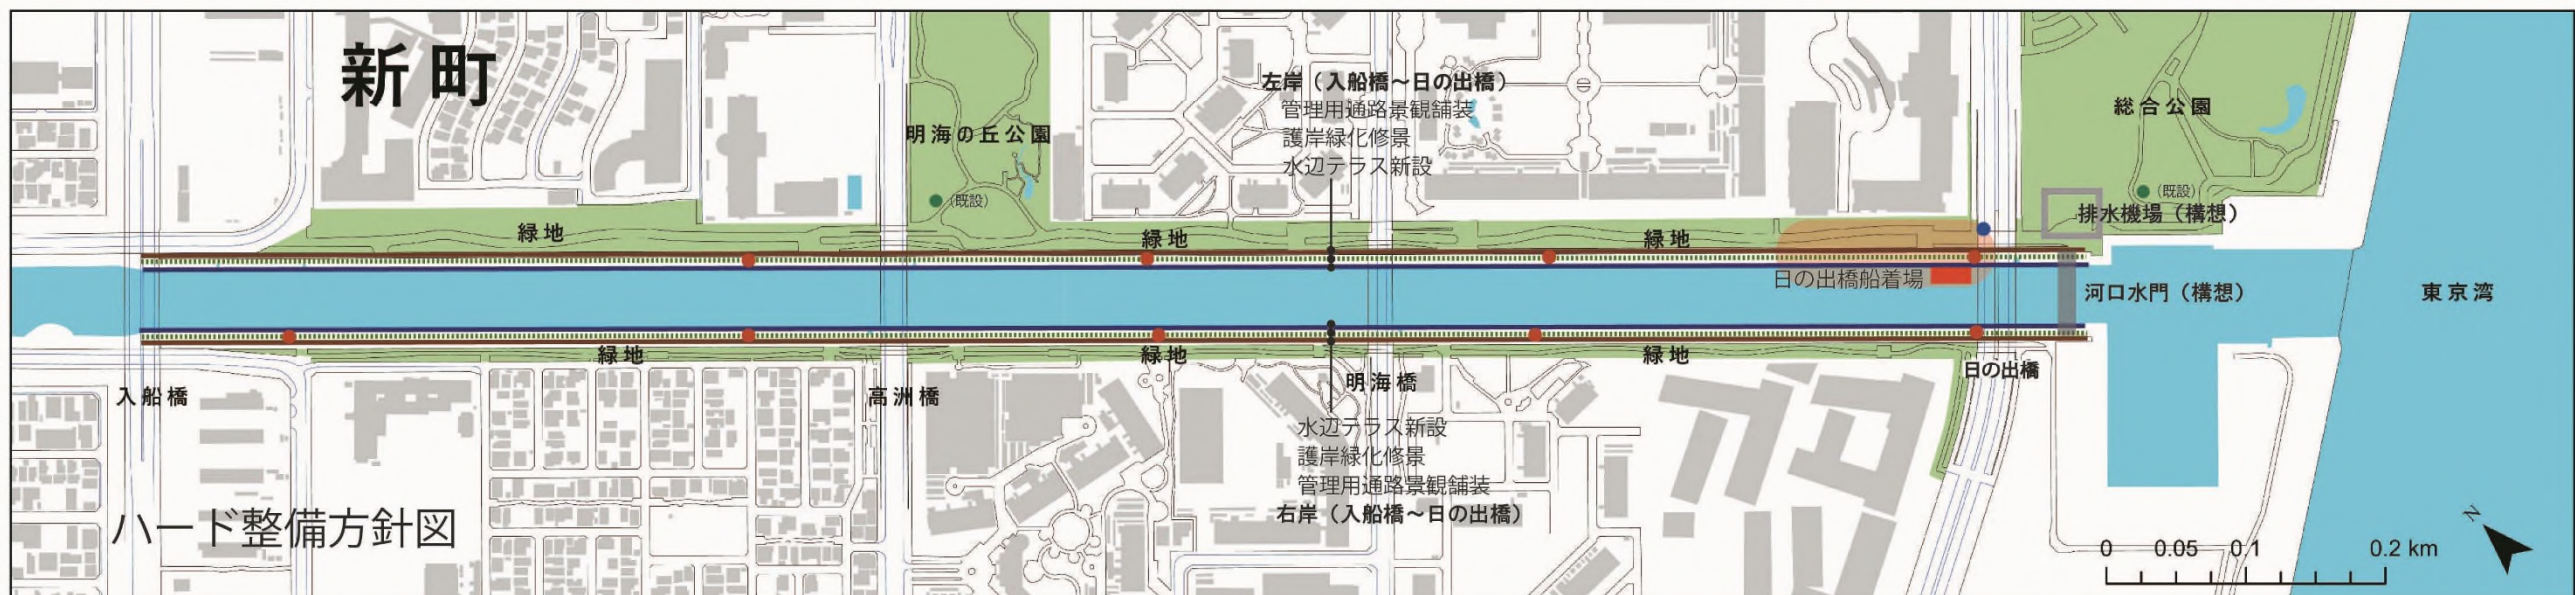 新町
左岸（入船橋～日の出橋）
管理用通路景観舗装
護岸緑化修景
水辺テラス新設
総合公園
明海の丘公園
（既設）
（既設）
排水機場（構想）
緑地
緑地
緑地
日の出橋船着場
河口水門（構想）
東京湾
緑地
緑地
緑地
入船橋
高洲橋
明海橋
日の出橋
水辺テラス新設
護岸緑化修景
管理用通路景観舗装
右岸（入船橋～日の出橋）
ハード整備方針図
N
0 0.05 0.1 0.2 km